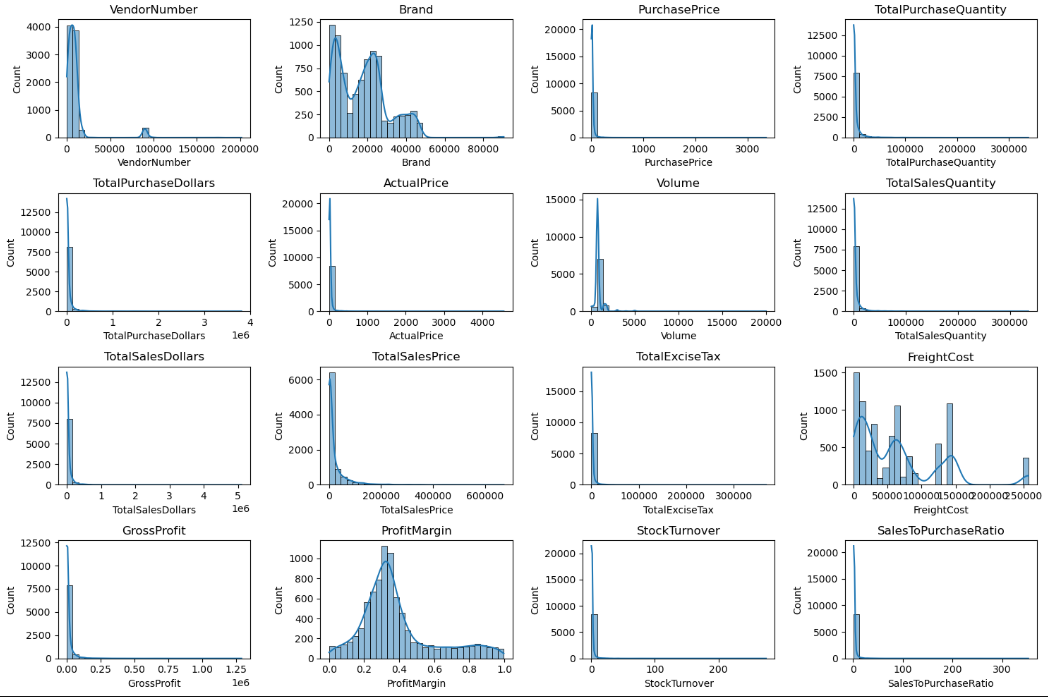 VendorNumber
Brand
PurchasePrice
TotalPurchaseQuantity
Count
4000
3000
2000
1000
0
0 50000 100000 150000 200000
VendorNumber
Count
1250
1000
750
500
250
0
0 20000 40000 60000 80000
Brand
Count
20000
15000
10000
5000
0
0 1000 2000 3000
PurchasePrice
Count
12500
10000
7500
5000
2500
0
0 100000 200000 300000
TotalPurchaseQuantity
TotalPurchaseDollars
ActualPrice
Volume
TotalSalesQuantity
Count
12500
10000
7500
5000
2500
0
0 1 2 3 4
1e6
TotalPurchaseDollars
Count
20000
15000
10000
5000
0
0 1000 2000 3000 4000
ActualPrice
Count
15000
10000
5000
0
0 5000 10000 15000 20000
Volume
Count
12500
10000
7500
5000
2500
0
0 100000 200000 300000
TotalSalesQuantity
TotalSalesDollars
TotalSalesPrice
TotalExciseTax
FreightCost
Count
12500
10000
7500
5000
2500
0
0 1 2 3 4 5
1e6
TotalSalesDollars
Count
6000
4000
2000
0
0 200000 400000 600000
TotalSalesPrice
Count
15000
10000
5000
0
0 100000 200000 300000
TotalExciseTax
Count
1500
1000
500
0
0 50000 100000 150000 200000 250000
FreightCost
GrossProfit
ProfitMargin
StockTurnover
SalesToPurchaseRatio
Count
12500
10000
7500
5000
2500
0
0.00 0.25 0.50 0.75 1.00 1.25
1e6
GrossProfit
Count
1000
800
600
400
200
0
0.0 0.2 0.4 0.6 0.8 1.0
ProfitMargin
Count
20000
15000
10000
5000
0
0 100 200
StockTurnover
Count
20000
15000
10000
5000
0
0 100 200 300
SalesToPurchaseRatio